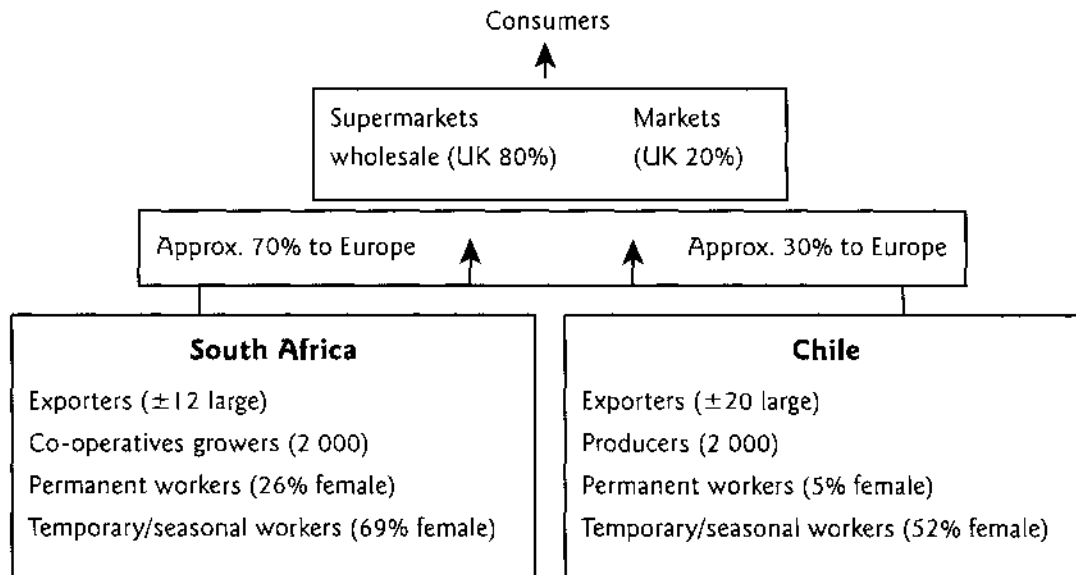 Consumers
Supermarkets
wholesale (UK 80%)
Markets
(UK 20%)
Approx. 70% to Europe
Approx. 30% to Europe
South Africa
Exporters (±12 large)
Co-operatives growers (2 000)
Permanent workers (26% female)
Temporary/seasonal workers (69% female)
Chile
Exporters (±20 large)
Producers (2 000)
Permanent workers (5% female)
Temporary/seasonal workers (52% female)